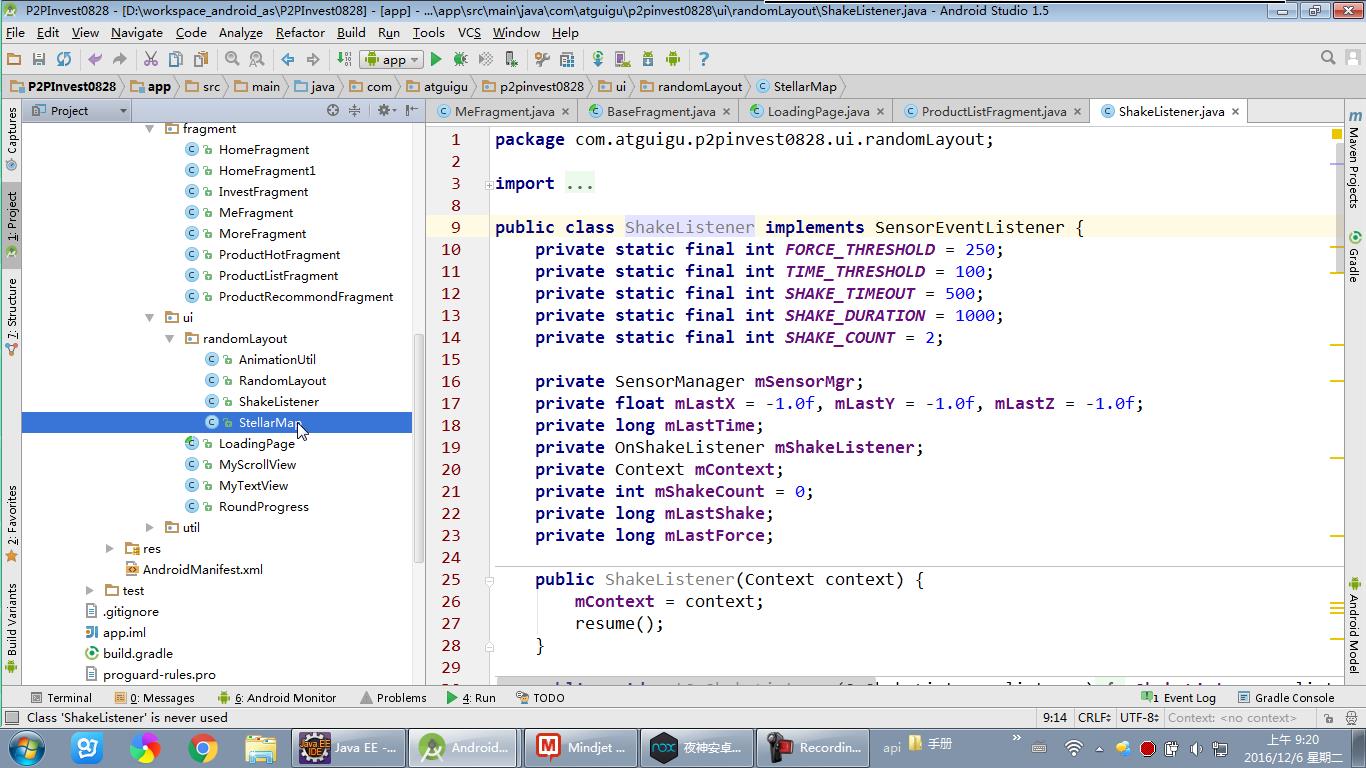 P2PInvest0828 - [D:\workspace_android_as\P2PInvest0828] - [app] - ...\app\src\main\java\com\atguigu\p2pinvest0828\ui\randomLayout\ShakeListener.java - Android Studio 1.5
File Edit View Navigate Code Analyze Refactor Build Run Tools VCS Window Help
app
P2PInvest0828 app src main java com atguigu p2pinvest0828 ui randomLayout StellarMap
Project
MeFragment.java BaseFragment.java LoadingPage.java ProductListFragment.java ShakeListener.java
Captures
1: Project
7: Structure
2: Favorites
Build Variants
fragment
HomeFragment
HomeFragment1
InvestFragment
MeFragment
MoreFragment
ProductHotFragment
ProductListFragment
ProductRecommondFragment
ui
randomLayout
AnimationUtil
RandomLayout
ShakeListener
StellarMap
LoadingPage
MyScrollView
MyTextView
RoundProgress
util
res
AndroidManifest.xml
test
.gitignore
app.iml
build.gradle
proguard-rules.pro
1 package com.atguigu.p2pinvest0828.ui.randomLayout;
2
3 import ...
8
9 public class ShakeListener implements SensorEventListener {
10 private static final int FORCE_THRESHOLD = 250;
11 private static final int TIME_THRESHOLD = 100;
12 private static final int SHAKE_TIMEOUT = 500;
13 private static final int SHAKE_DURATION = 1000;
14 private static final int SHAKE_COUNT = 2;
15
16 private SensorManager mSensorMgr;
17 private float mLastX = -1.0f, mLastY = -1.0f, mLastZ = -1.0f;
18 private long mLastTime;
19 private OnShakeListener mShakeListener;
20 private Context mContext;
21 private int mShakeCount = 0;
22 private long mLastShake;
23 private long mLastForce;
24
25 public ShakeListener(Context context) {
26 mContext = context;
27 resume();
28 }
29
Maven Projects
Gradle
Android Model
Terminal 0: Messages 6: Android Monitor Problems 4: Run TODO 1 Event Log Gradle Console
Class 'ShakeListener' is never used 9:14 CRLF UTF-8 Context: <no context>
Java EE -... Android... Mindjet ... 夜神安卓... Recordin... api 手册 »
上午 9:20
2016/12/6 星期二